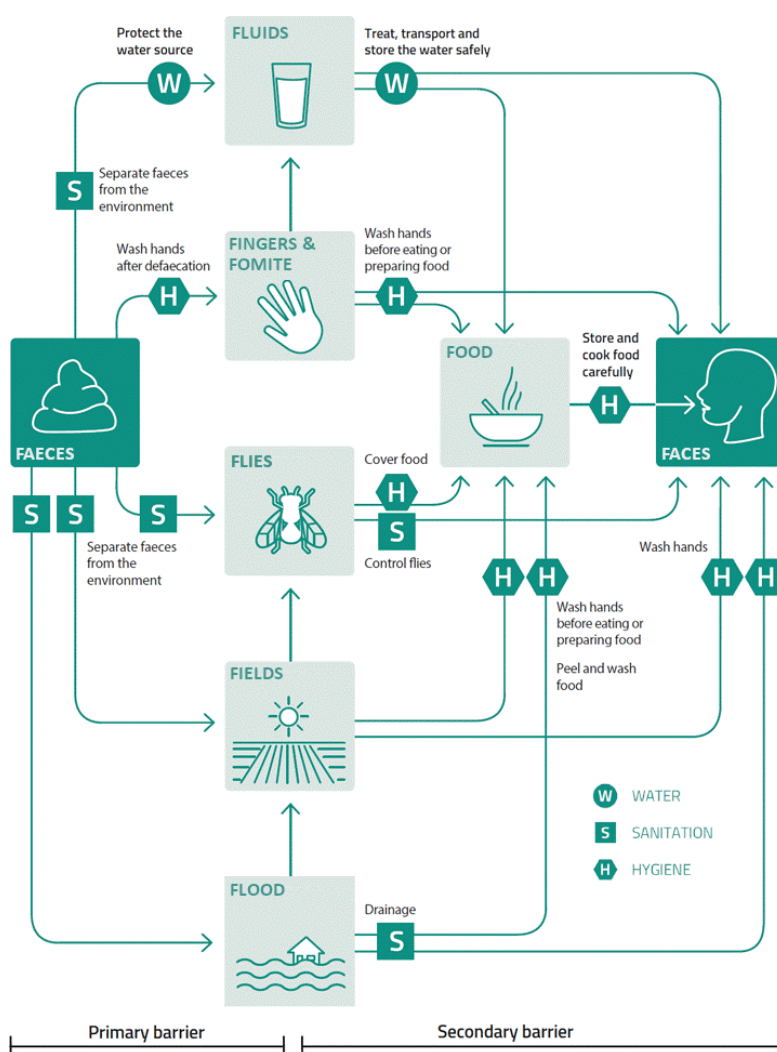 Protect the
water source
W
FLUIDS
Treat, transport and
store the water safely
W
S
Separate faeces
from the
environment
Wash hands
after defaecation
H
FINGERS &
FOMITE
Wash hands
before eating or
preparing food
H
FAECES
FOOD
Store and
cook food
carefully
H
FACES
S
S
S
Separate faeces
from the
environment
FLIES
Cover food
H
S
Control flies
H
H
Wash hands
before eating or
preparing food
Peel and wash
food
Wash hands
H
H
FIELDS
W WATER
S SANITATION
H HYGIENE
FLOOD
Drainage
S
Primary barrier
Secondary barrier